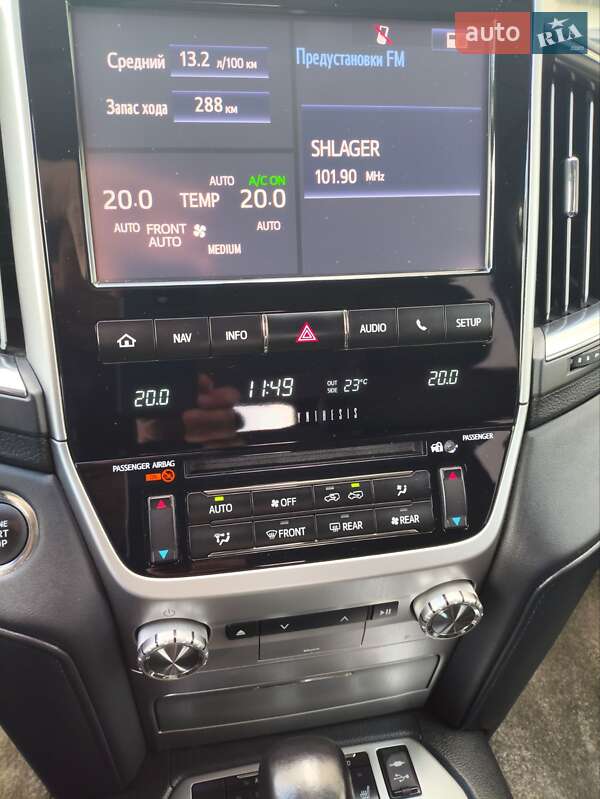 auto RIA
.com
Средний 13.2 л/100 км
Предустановки FM
Запас хода 288 км
SHLAGER
101.90 MHz
AUTO A/C ON
20.0 TEMP 20.0
AUTO FRONT AUTO
AUTO
MEDIUM
NAV INFO AUDIO SETUP
20.0 11:49 OUT SIDE 23°C 20.0
NTHESIS
PASSENGER AIRBAG PASSENGER
AUTO OFF
FRONT REAR REAR